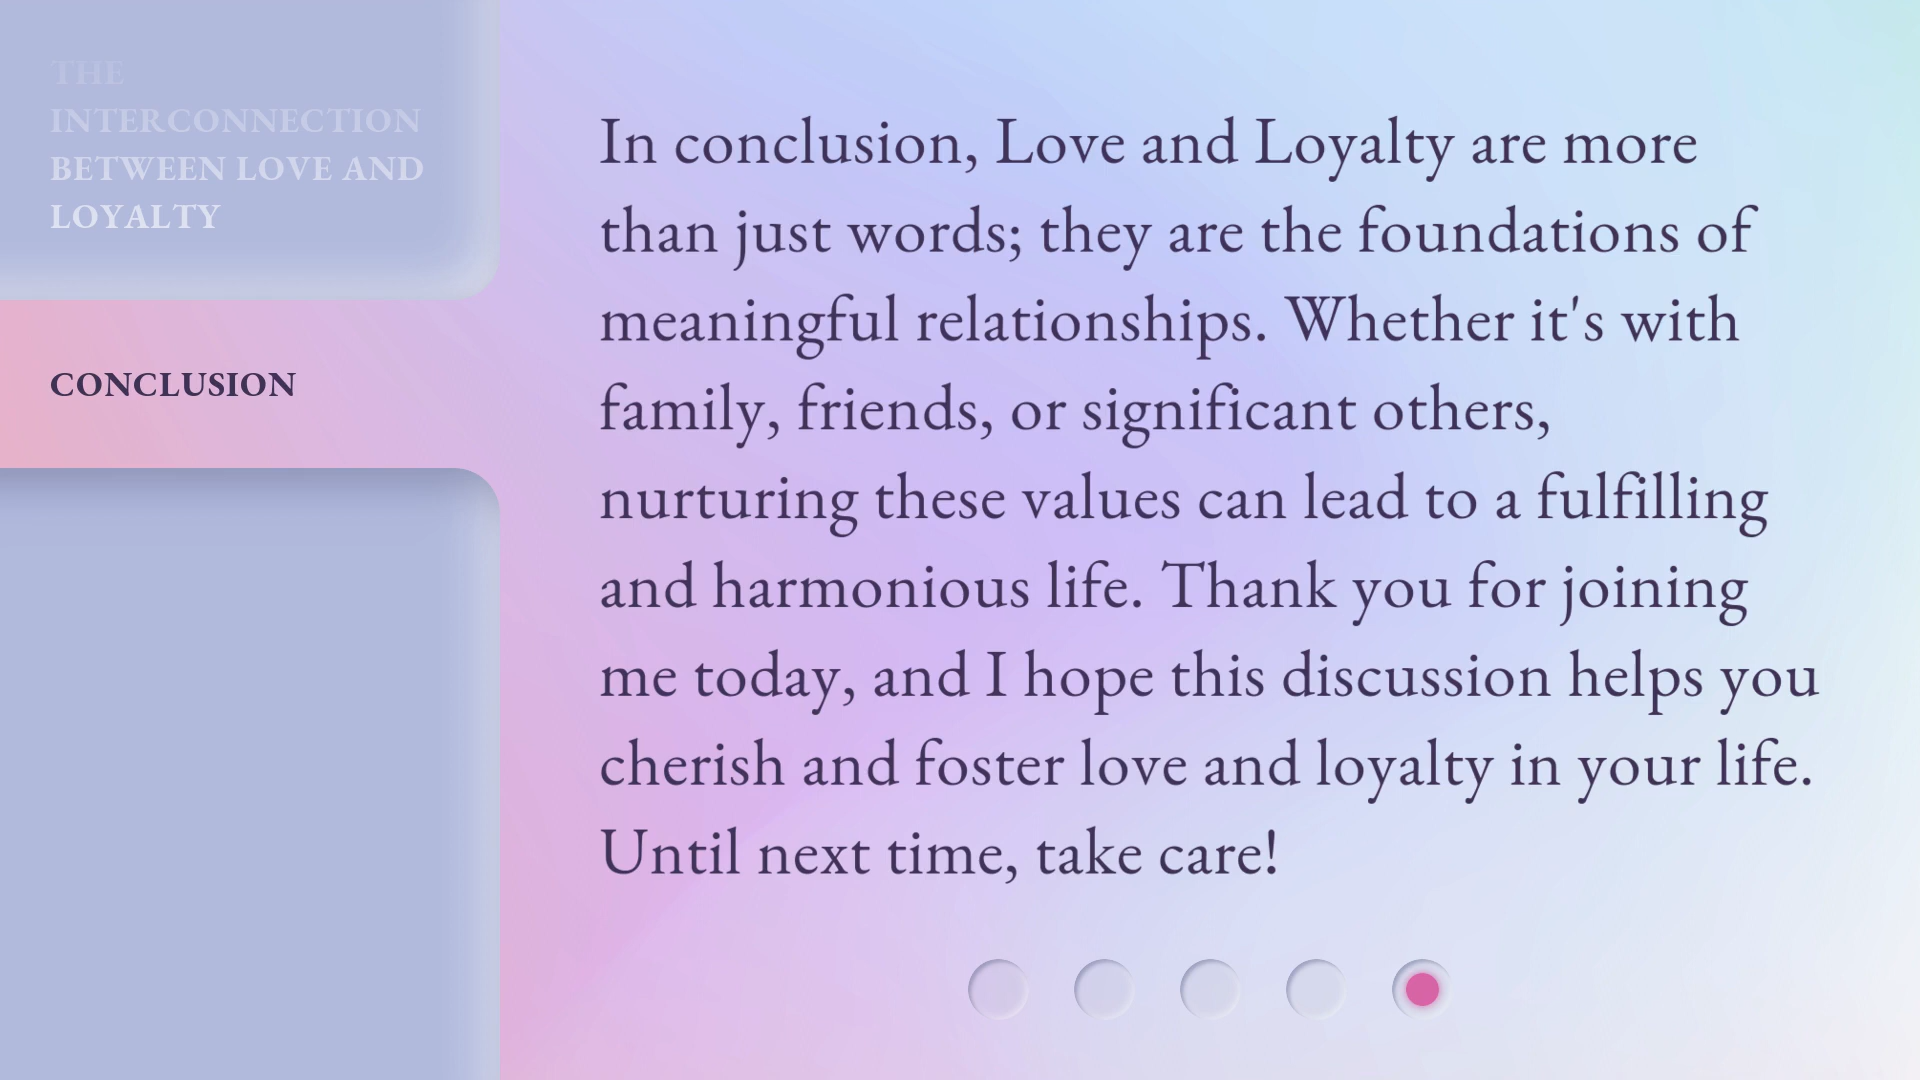 THE
INTERCONNECTION
BETWEEN LOVE AND
LOYALTY
CONCLUSION
In conclusion, Love and Loyalty are more
than just words; they are the foundations of
meaningful relationships. Whether it's with
family, friends, or significant others,
nurturing these values can lead to a fulfilling
and harmonious life. Thank you for joining
me today, and I hope this discussion helps you
cherish and foster love and loyalty in your life.
Until next time, take care!